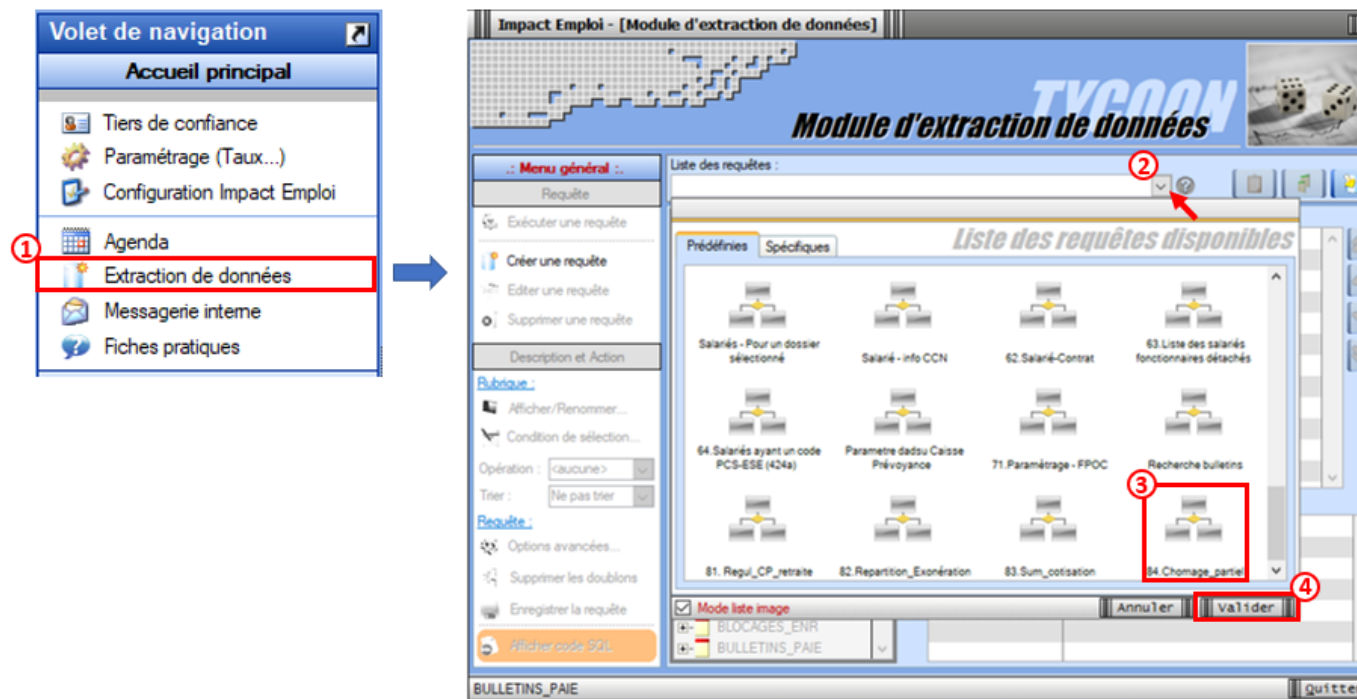 Volet de navigation
Accueil principal
Tiers de confiance
Paramétrage (Taux...)
Configuration Impact Emploi
1
Agenda
Extraction de données
Messagerie interne
Fiches pratiques
Impact Emploi - [Module d'extraction de données]
TYCOON
Module d'extraction de données
.: Menu général :.
Requête
Exécuter une requête
Créer une requête
Editer une requête
Supprimer une requête
Description et Action
Rubrique :
Afficher/Renommer...
Condition de sélection...
Opération : <aucune>
Trier : Ne pas trier
Requête :
Options avancées...
Supprimer les doublons
Enregistrer la requête
Afficher code SQL
Liste des requêtes :
2
Prédéfinies Spécifiques
Liste des requêtes disponibles
Salariés - Pour un dossier
sélectionné
Salarié - info CCN
62.Salarié-Contrat
63.Liste des salariés
fonctionnaires détachés
64.Salariés ayant un code
PCS-ESE (424a)
Parametre dadsu Caisse
Prévoyance
71.Paramétrage - FPOC
Recherche bulletins
3
81. Regul_CP_retraite
82.Repartition_Exonération
83.Sum_cotisation
84.Chomage_partiel
4
Mode liste image
Annuler
Valider
BLOCAGES_ENR
BULLETINS_PAIE
BULLETINS_PAIE
Quitter